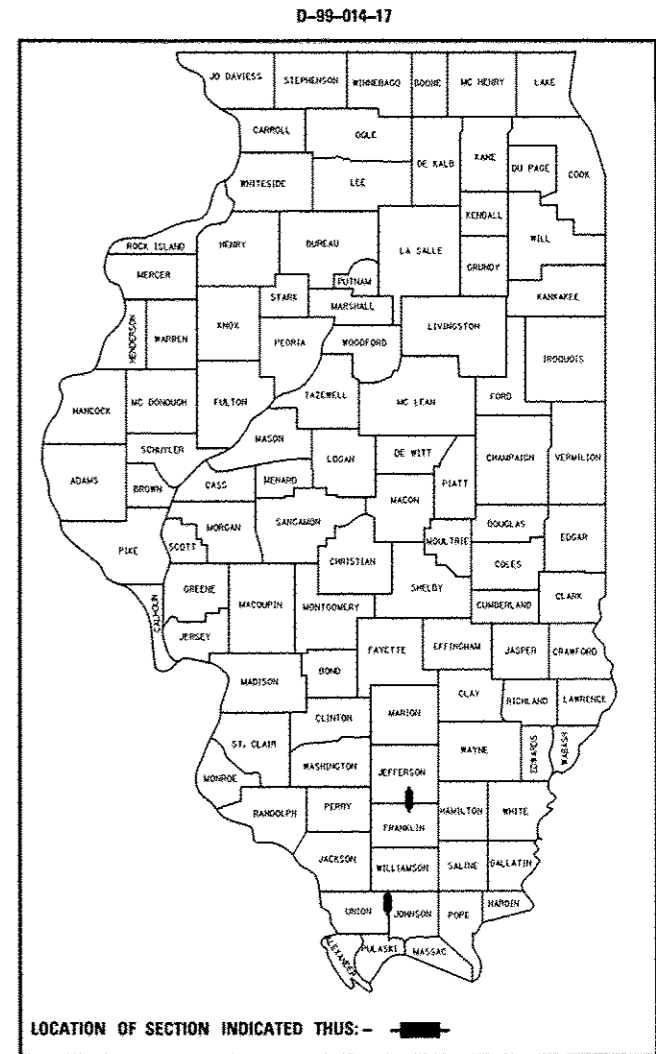 D-99-014-17
JO DAVIESS STEPHENSON WINNEBAGO BOONE MC HENRY LAKE
CARROLL OGLE
DE KALB KANE DU PAGE COOK
WHITESIDE LEE
KENDALL
ROCK ISLAND HENRY BUREAU LA SALLE GRUNDY WILL
MERCER PUTNAM
STARK MARSHALL KANKAKEE
HENDERSON WARREN KNOX PEORIA WOODFORD LIVINGSTON IROQUOIS
HANCOCK MC DONOUGH FULTON TAZEWELL MC LEAN FORD
MASON
SCHUYLER LOGAN DE WITT CHAMPAIGN VERMILION
ADAMS BROWN CASS MENARD MACON PIATT
PIKE SCOTT MORGAN SANGAMON MOULTRIE DOUGLAS EDGAR
CHRISTIAN COLES
CALHOUN GREENE MACOUPIN MONTGOMERY SHELBY CUMBERLAND CLARK
JERSEY
FAYETTE EFFINGHAM JASPER CRAWFORD
MADISON BOND
CLINTON MARION CLAY RICHLAND LAWRENCE
ST. CLAIR WAYNE EDWARDS WABASH
WASHINGTON JEFFERSON
MONROE
RANDOLPH PERRY HAMILTON WHITE
FRANKLIN
JACKSON WILLIAMSON SALINE GALLATIN
HARDIN
UNION JOHNSON POPE
ALEXANDER PULASKI MASSAC
LOCATION OF SECTION INDICATED THUS: -